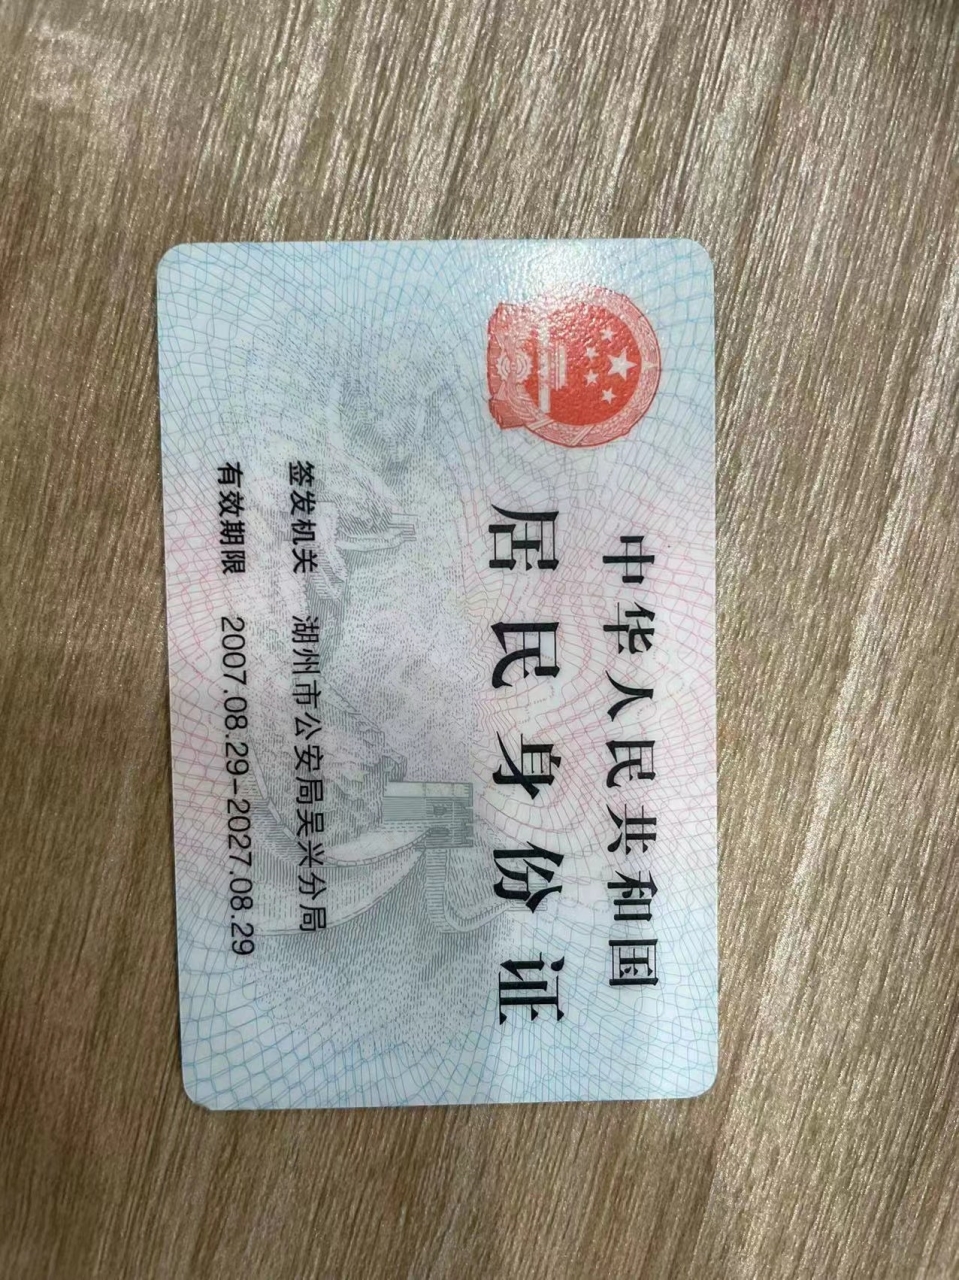 中华人民共和国
居民身份证
签发机关 湖州市公安局吴兴分局
有效期限 2007.08.29-2027.08.29